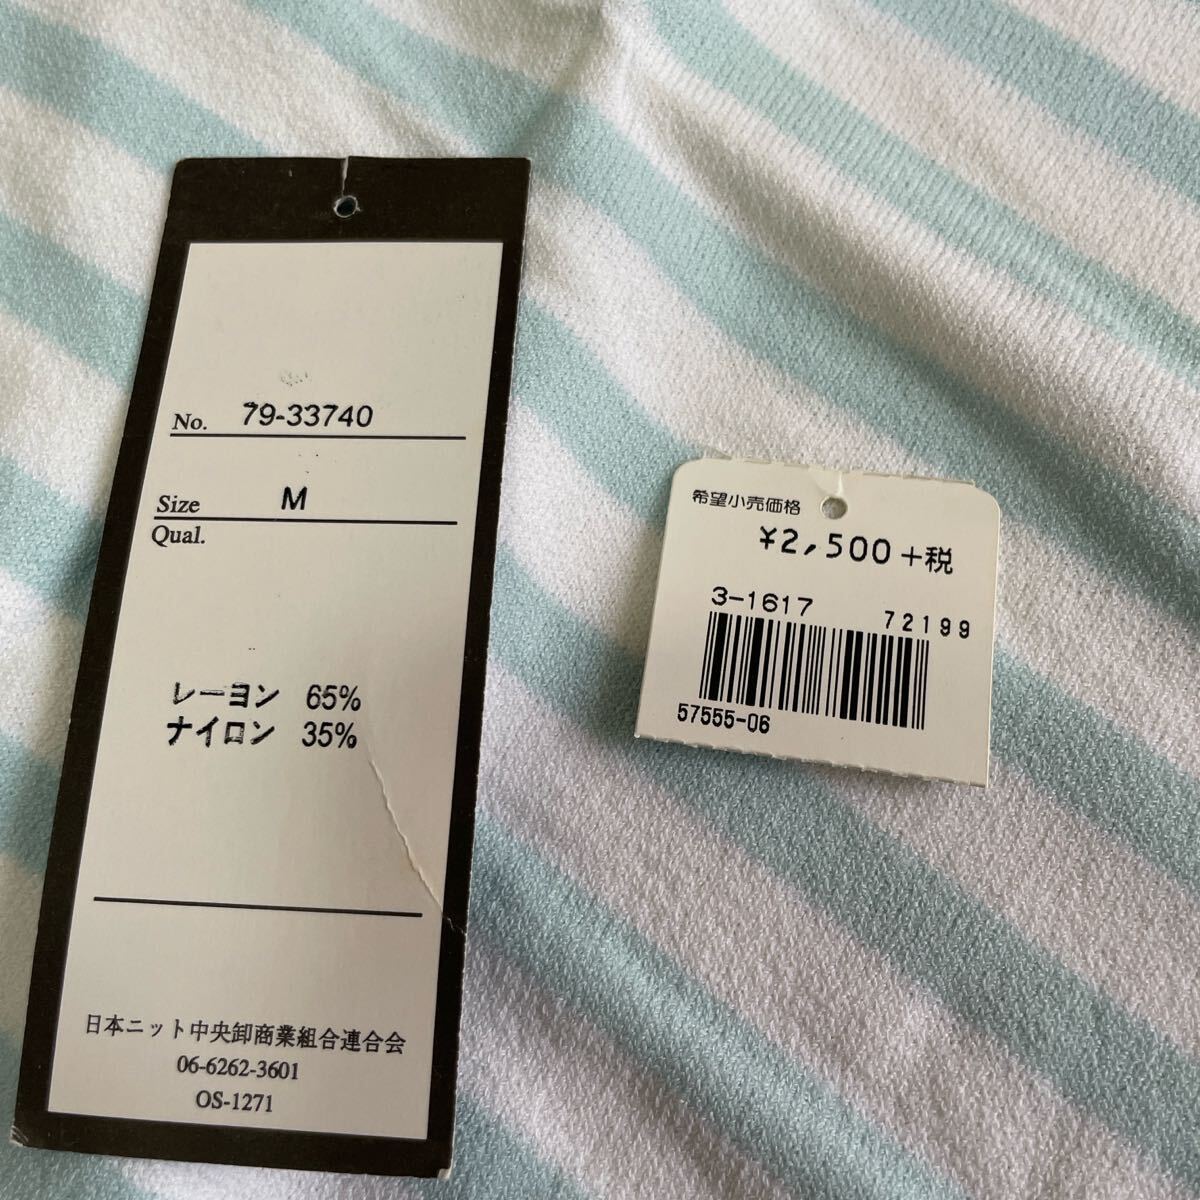 No. 79-33740
Size M
Qual.
レーヨン 65%
ナイロン 35%
日本ニット中央卸商業組合連合会
06-6262-3601
OS-1271
希望小売価格
¥2,500+税
3-1617 72199
57555-06